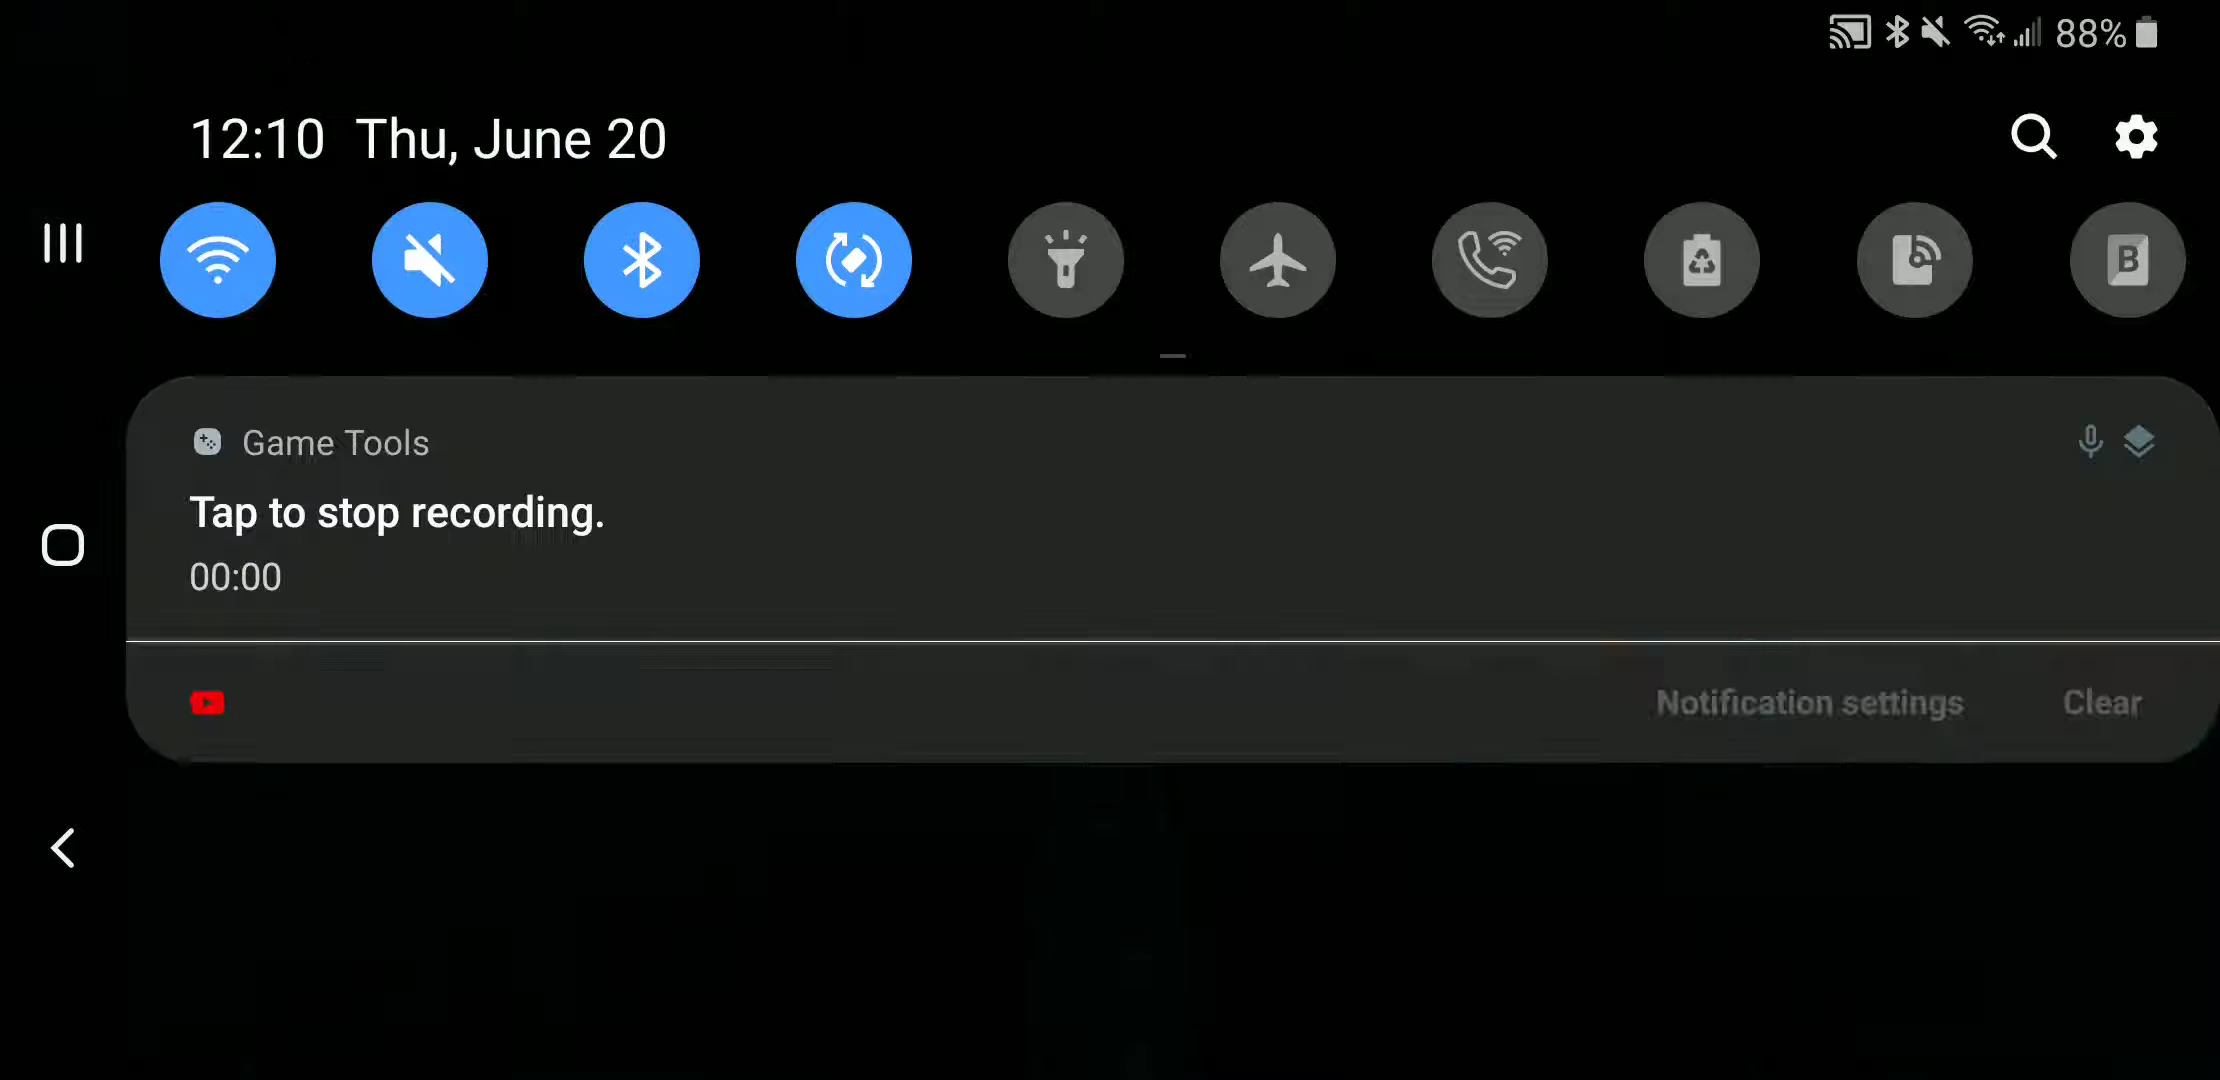 88%
12:10 Thu, June 20
B
Game Tools
Tap to stop recording.
00:00
Notification settings Clear